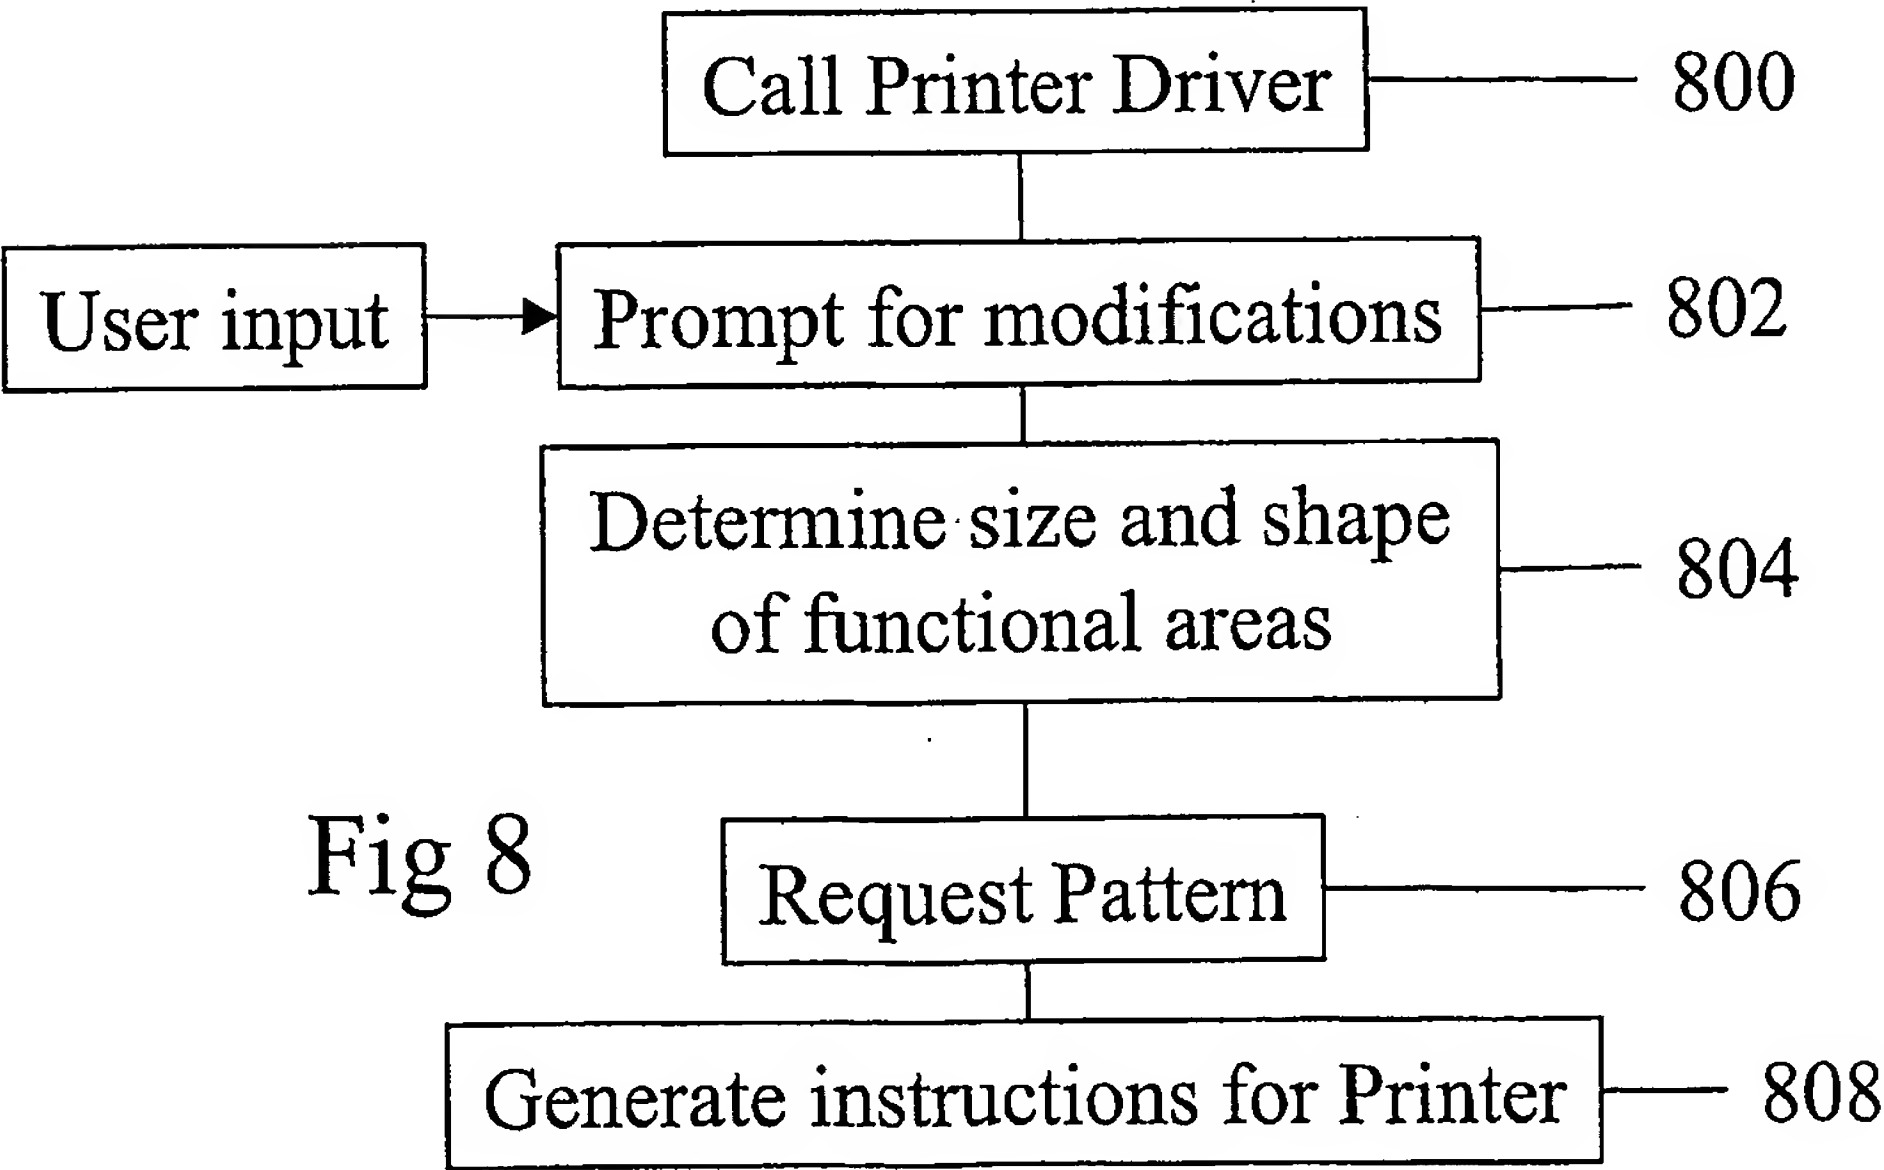 Call Printer Driver
800
User input
Prompt for modifications
802
Determine size and shape
of functional areas
804
Fig 8
Request Pattern
806
Generate instructions for Printer
808